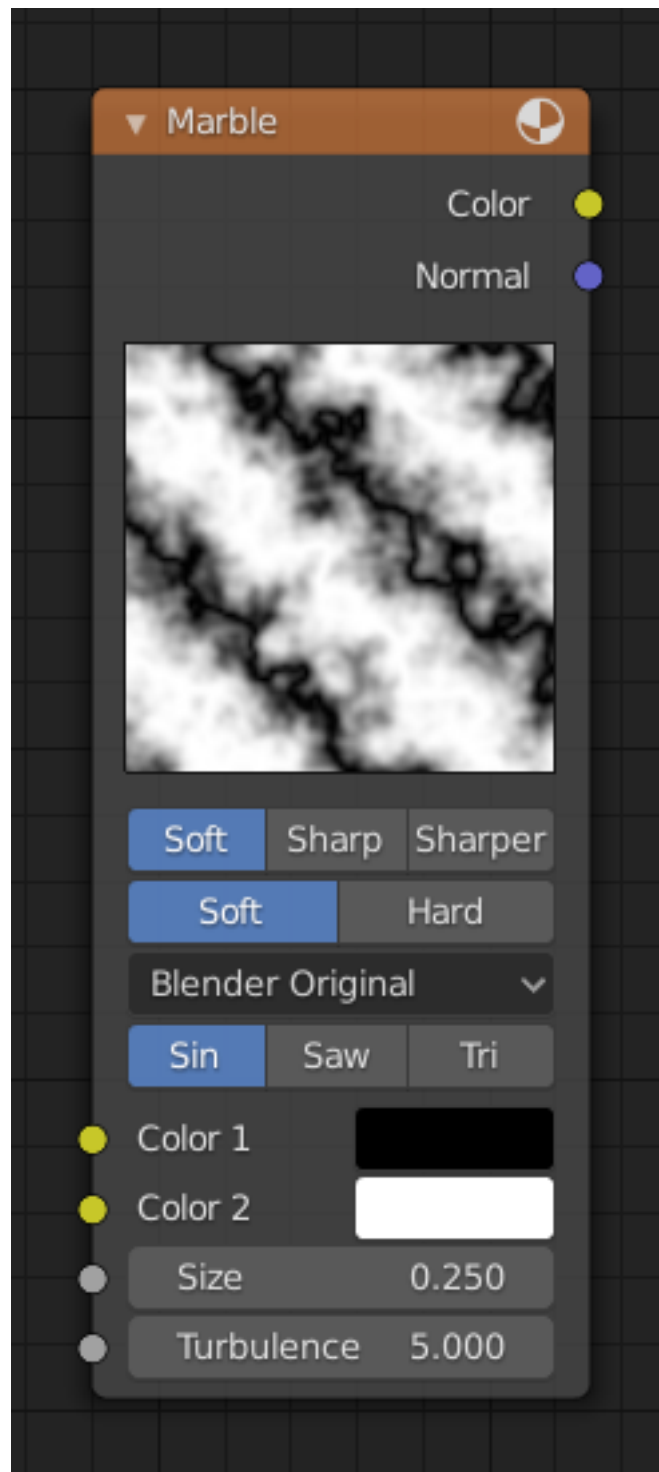 Marble
Color
Normal
Soft Sharp Sharper
Soft Hard
Blender Original
Sin Saw Tri
Color 1
Color 2
Size 0.250
Turbulence 5.000